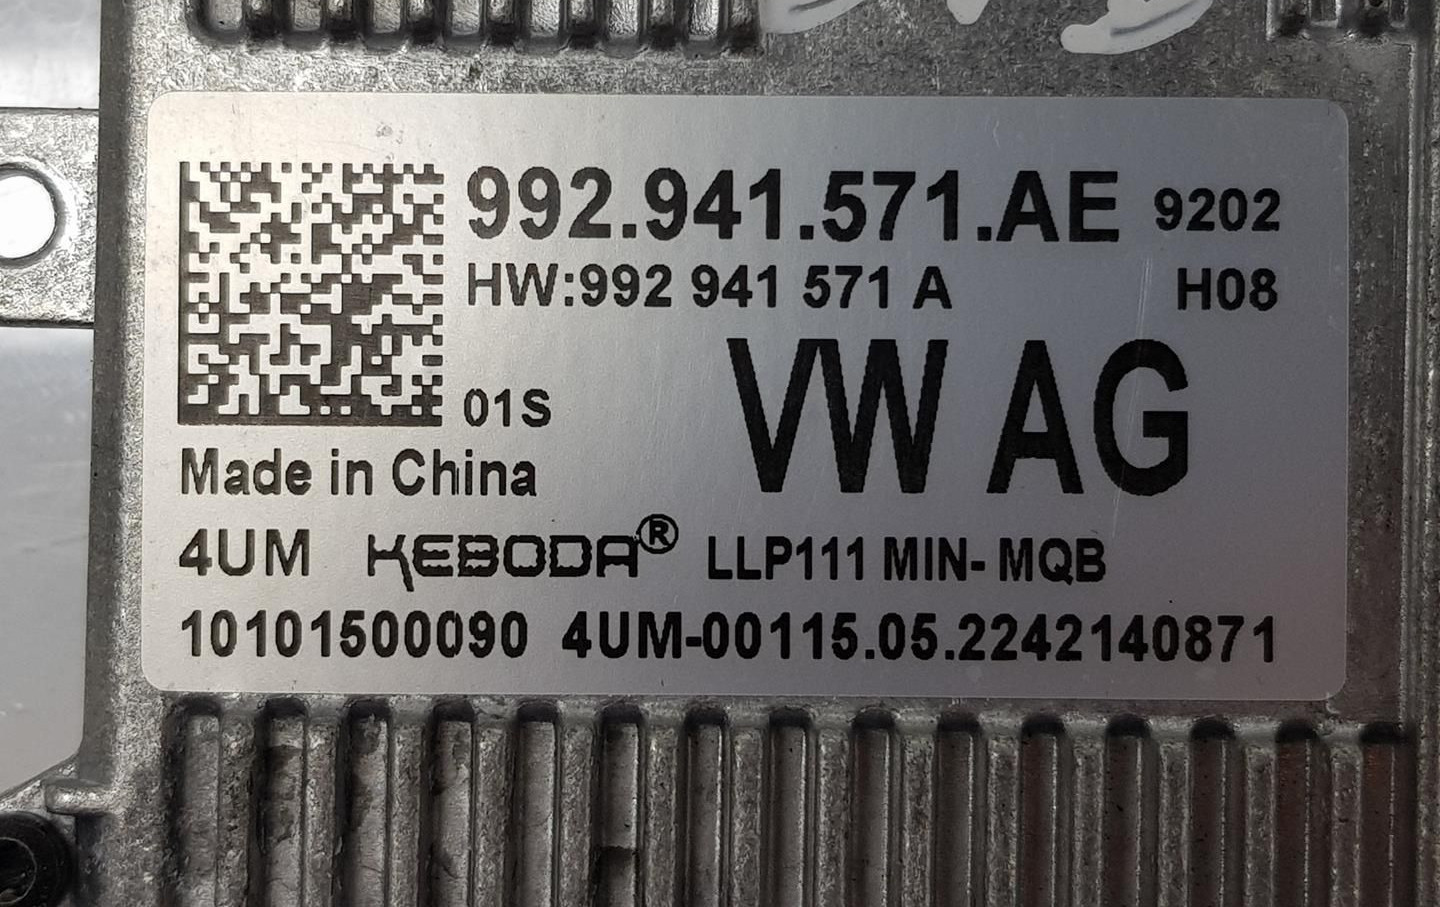 992.941.571.AE 9202
HW:992 941 571 A H08
01S
VW AG
Made in China
4UM KEBODA® LLP111 MIN- MQB
10101500090 4UM-00115.05.2242140871